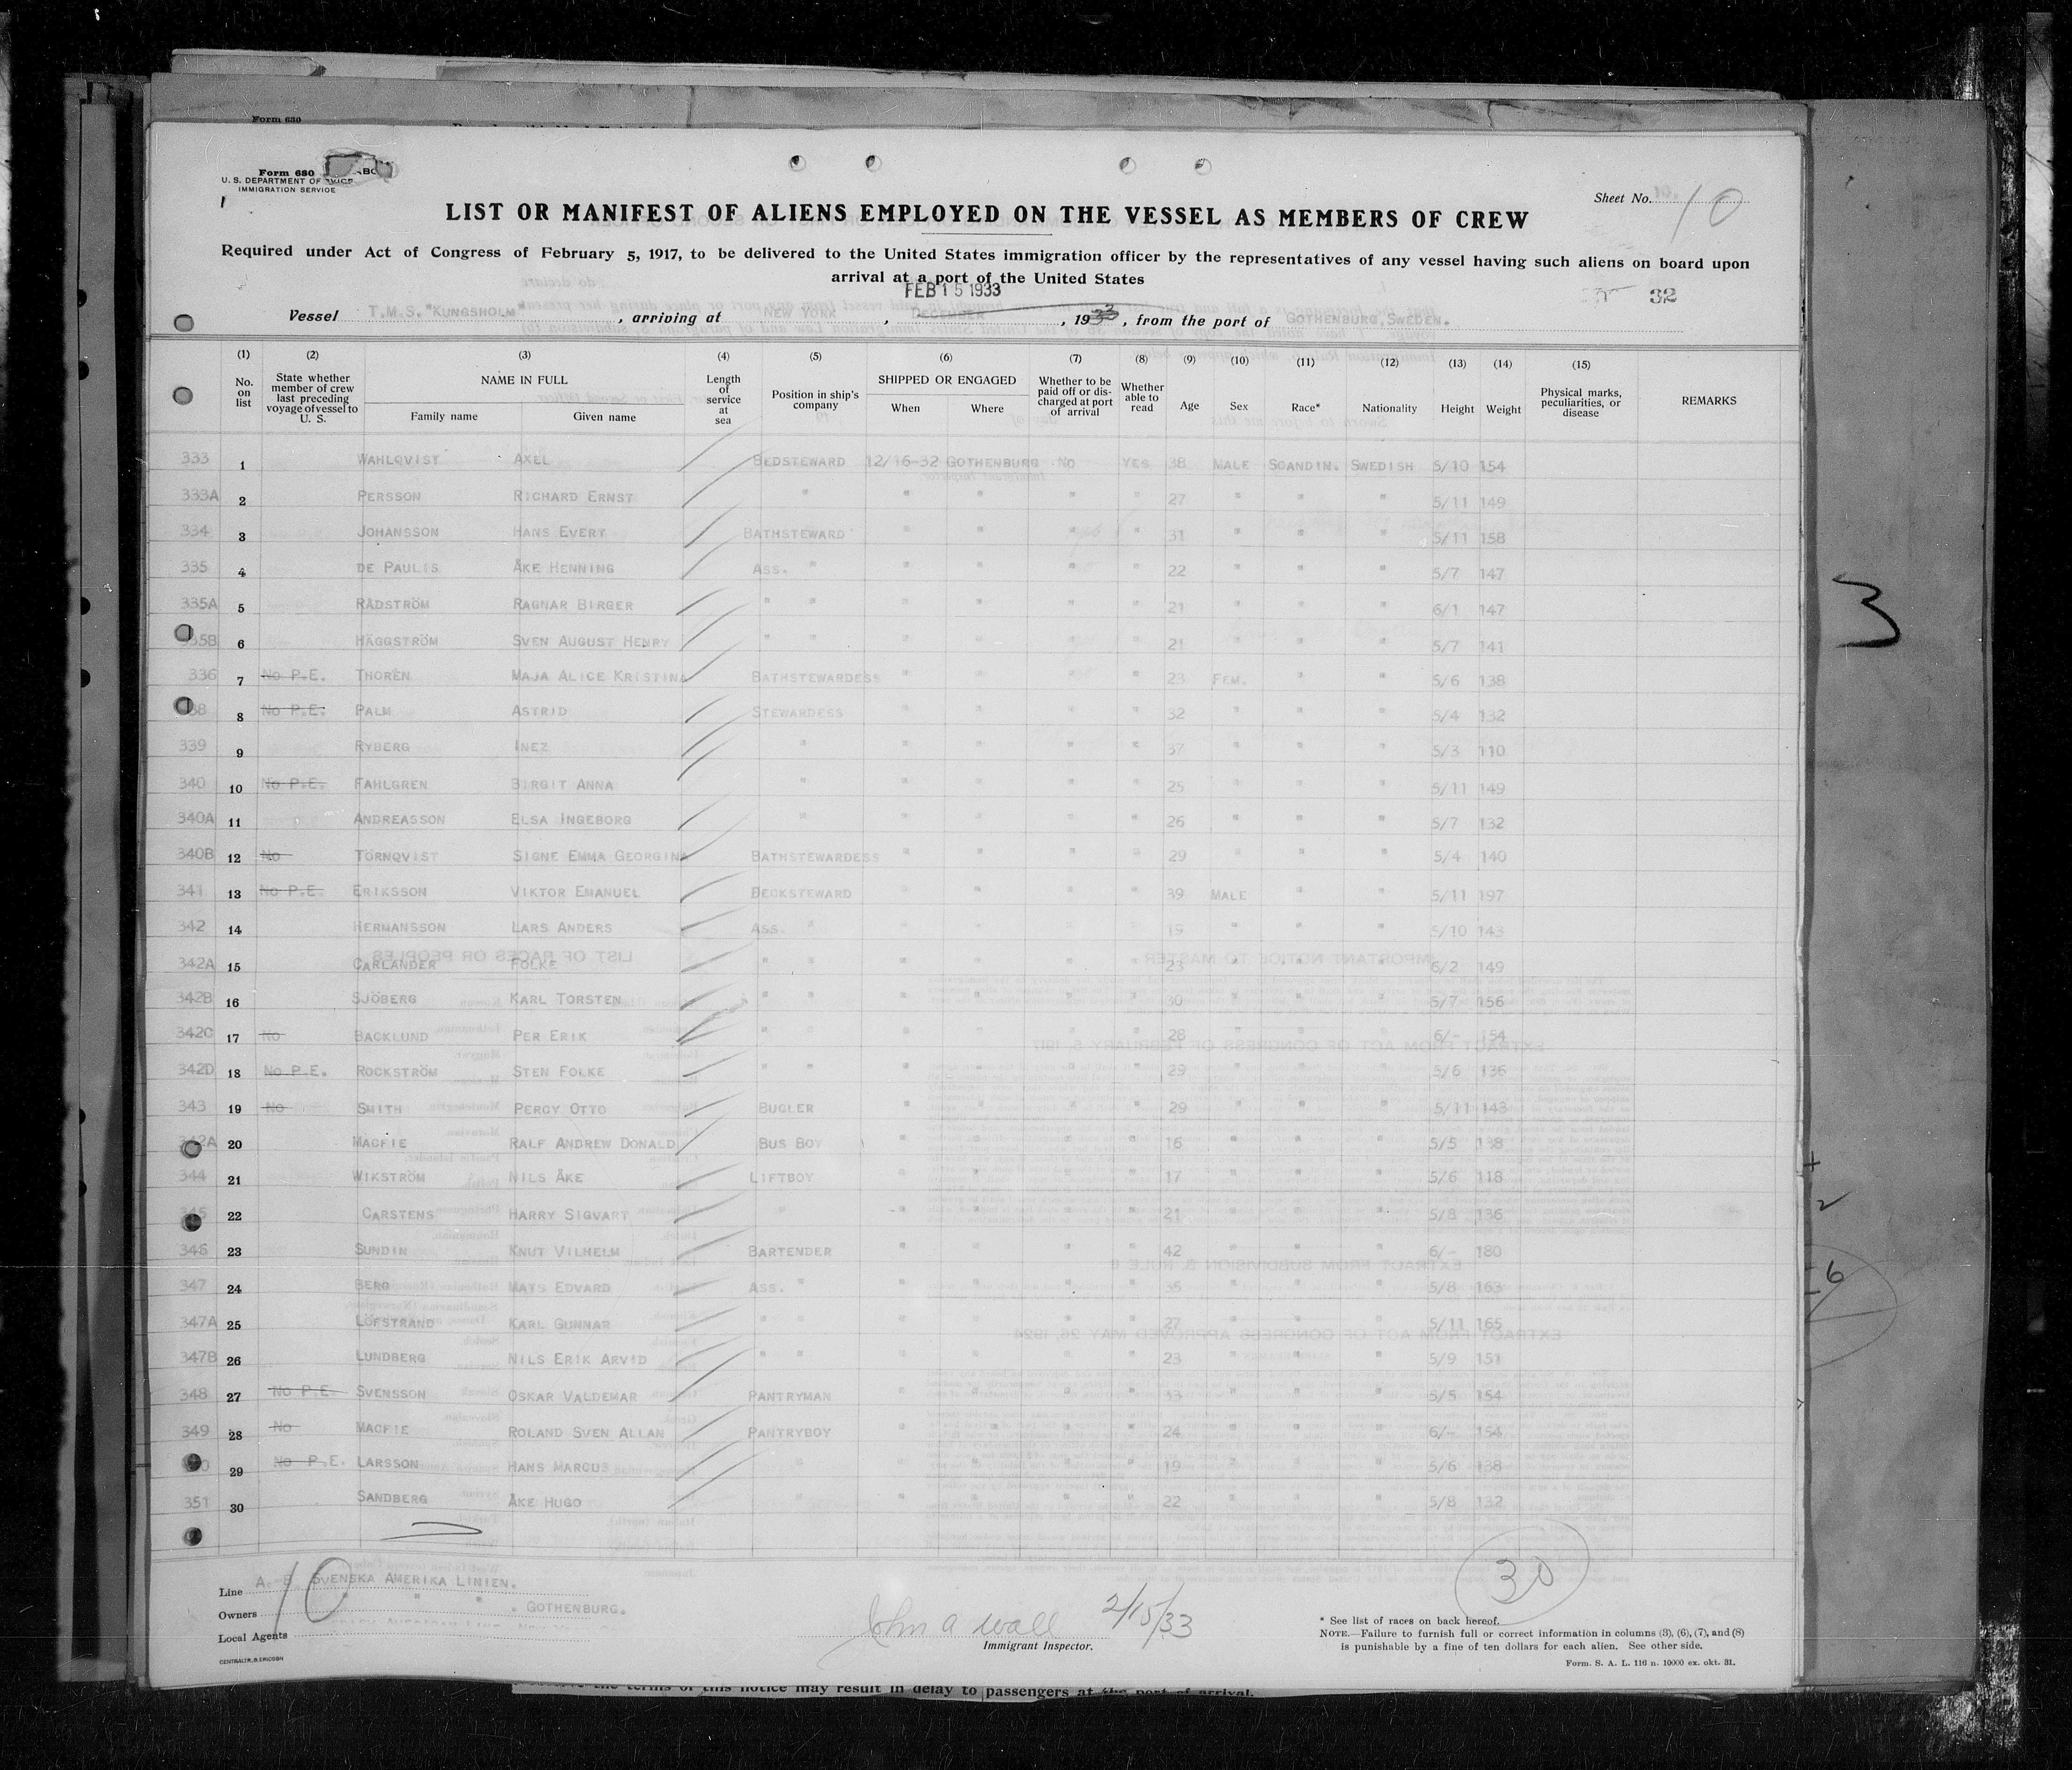 Form 680
U. S. DEPARTMENT OF
IMMIGRATION SERVICE
Sheet No. 10
LIST OR MANIFEST OF ALIENS EMPLOYED ON THE VESSEL AS MEMBERS OF CREW
Required under Act of Congress of February 5, 1917, to be delivered to the United States immigration officer by the representatives of any vessel having such aliens on board upon
arrival at a port of the United States
FEB 15 1933
32
Vessel T.M.S. "KUNGSHOLM", arriving at NEW YORK, DECEMBER, 1933, from the port of GOTHENBURG, SWEDEN.
(1) (2) (3) (4) (5) (6) (7) (8) (9) (10) (11) (12) (13) (14) (15)
No. on list State whether member of crew last preceding voyage of vessel to U. S. NAME IN FULL Family name Given name Length of service at sea Position in ship's company SHIPPED OR ENGAGED When Where Whether to be paid off or discharged at port of arrival Whether able to read Age Sex Race* Nationality Height Weight Physical marks, peculiarities, or disease REMARKS
333 1 WAHLQVIST AXEL BEDSTEWARD 12/16-32 GOTHENBURG NO YES 38 MALE SCANDIN. SWEDISH 5/10 154
333A 2 PERSSON RICHARD ERNST " " " " " 27 " " " 5/11 149
334 3 JOHANSSON HANS EVERT BATHSTEWARD " " " " 31 " " " 5/11 158
335 4 DE PAULIS ÅKE HENNING ASS. " " " " " 22 " " " 5/7 147
335A 5 RÅDSTRÖM RAGNAR BIRGER " " " " " " 21 " " " 6/1 147
335B 6 HÄGGSTRÖM SVEN AUGUST HENRY " " " " " " 21 " " " 5/7 141
336 7 No P.E. THORÉN MAJA ALICE KRISTINA BATHSTEWARDESS " " " " 23 FEM. " " 5/6 138
38 8 No P.E. PALM ASTRID STEWARDESS " " " " 32 " " " 5/4 132
339 9 RYBERG INEZ " " " " " 37 " " " 5/3 110
340 10 No P.E. FAHLGREN BIRGIT ANNA " " " " " 25 " " " 5/11 149
340A 11 ANDREASSON ELSA INGEBORG " " " " " 26 " " " 5/7 132
340B 12 No TÖRNQVIST SIGNE EMMA GEORGINA BATHSTEWARDESS " " " " 29 " " " 5/4 140
341 13 No P.E. ERIKSSON VIKTOR EMANUEL DECKSTEWARD " " " " 39 MALE " " 5/11 197
342 14 HERMANSSON LARS ANDERS ASS. " " " " " 19 " " " 5/10 143
342A 15 CARLANDER FOLKE " " " " " " 23 " " " 6/2 149
342B 16 SJÖBERG KARL TORSTEN " " " " " " 30 " " " 5/7 156
342C 17 No BACKLUND PER ERIK " " " " " " 28 " " " 6/- 154
342D 18 No P.E. ROCKSTRÖM STEN FOLKE " " " " " " 29 " " " 5/6 136
343 19 No SMITH PERCY OTTO BUGLER " " " " 29 " " " 5/11 143
342A 20 MACFIE RALF ANDREW DONALD BUS BOY " " " " 16 " " " 5/5 138
344 21 WIKSTRÖM NILS ÅKE LIFTBOY " " " " 17 " " " 5/6 118
345 22 CARSTENS HARRY SIGVART " " " " " 21 " " " 5/8 136
346 23 SUNDIN KNUT VILHELM BARTENDER " " " " 42 " " " 6/- 180
347 24 BERG MATS EDVARD ASS. " " " " " 35 " " " 5/8 163
347A 25 LÖFSTRAND KARL GUNNAR " " " " " " 27 " " " 5/11 165
347B 26 LUNDBERG NILS ERIK ARVID " " " " " " 23 " " " 5/9 151
348 27 No P.E. SVENSSON OSKAR VALDEMAR PANTRYMAN " " " " 33 " " " 5/5 154
349 28 No MACFIE ROLAND SVEN ALLAN PANTRYBOY " " " " 24 " " " 6/- 154
29 No P.E. LARSSON HANS MARCUS " " " " " 19 " " " 5/6 138
351 30 SANDBERG ÅKE HUGO " " " " " 22 " " " 5/8 132
30
10
Line A.-B. SVENSKA AMERIKA LINIEN.
Owners " " " . GOTHENBURG.
Local Agents
CENTRALTR. G. ERICSON
John A Wall 2/15/33
Immigrant Inspector.
* See list of races on back hereof.
NOTE.—Failure to furnish full or correct information in columns (3), (6), (7), and (8)
is punishable by a fine of ten dollars for each alien. See other side.
Form. S. A. L. 116 n. 10000 ex. okt. 31.
the terms of this notice may result in delay to passengers at the port of arrival.
3
6